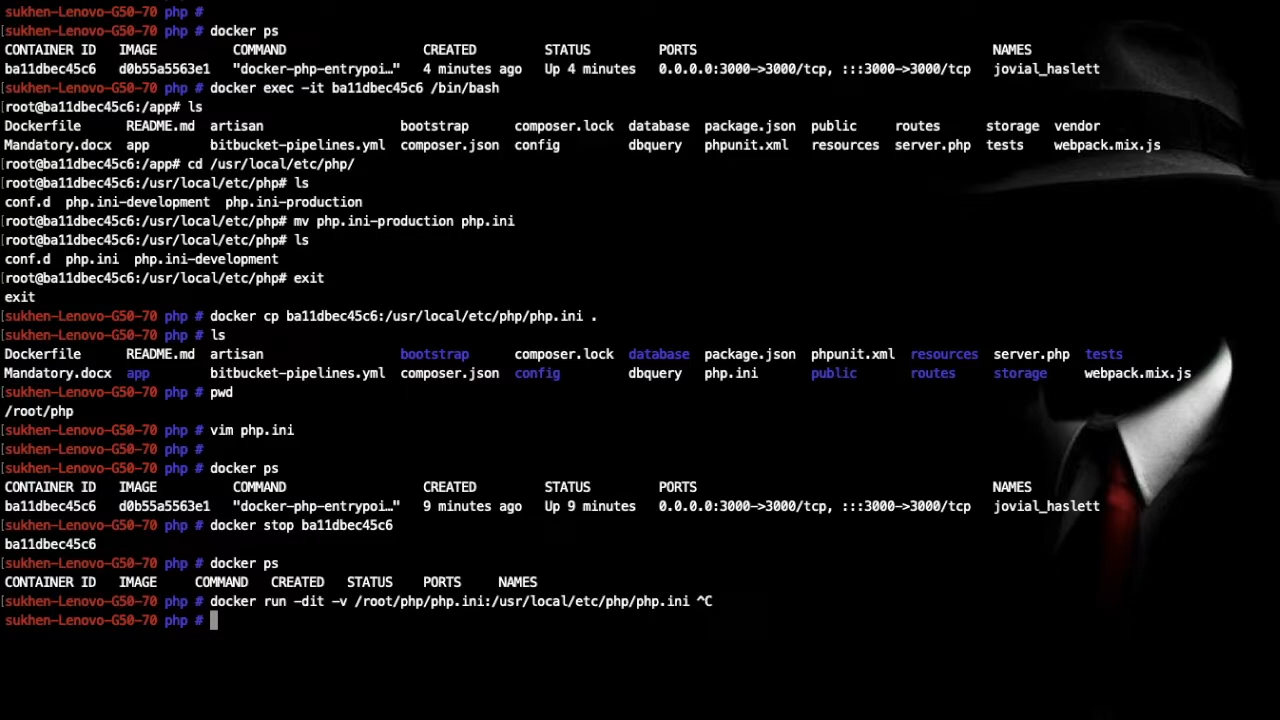 sukhen-Lenovo-G50-70 php #
[sukhen-Lenovo-G50-70 php # docker ps
CONTAINER ID   IMAGE          COMMAND                  CREATED         STATUS         PORTS                                       NAMES
ba11dbec45c6   d0b55a5563e1   "docker-php-entrypoi…"   4 minutes ago   Up 4 minutes   0.0.0.0:3000->3000/tcp, :::3000->3000/tcp   jovial_haslett
[sukhen-Lenovo-G50-70 php # docker exec -it ba11dbec45c6 /bin/bash
[root@ba11dbec45c6:/app# ls
Dockerfile      README.md  artisan                  bootstrap      composer.lock  database  package.json  public     routes      storage  vendor
Mandatory.docx  app        bitbucket-pipelines.yml  composer.json  config         dbquery   phpunit.xml   resources  server.php  tests    webpack.mix.js
[root@ba11dbec45c6:/app# cd /usr/local/etc/php/
[root@ba11dbec45c6:/usr/local/etc/php# ls
conf.d  php.ini-development  php.ini-production
[root@ba11dbec45c6:/usr/local/etc/php# mv php.ini-production php.ini
[root@ba11dbec45c6:/usr/local/etc/php# ls
conf.d  php.ini  php.ini-development
[root@ba11dbec45c6:/usr/local/etc/php# exit
exit
[sukhen-Lenovo-G50-70 php # docker cp ba11dbec45c6:/usr/local/etc/php/php.ini .
[sukhen-Lenovo-G50-70 php # ls
Dockerfile      README.md  artisan                  bootstrap      composer.lock  database  package.json  phpunit.xml  resources  server.php  tests
Mandatory.docx  app        bitbucket-pipelines.yml  composer.json  config         dbquery   php.ini       public       routes     storage     webpack.mix.js
[sukhen-Lenovo-G50-70 php # pwd
/root/php
[sukhen-Lenovo-G50-70 php # vim php.ini
[sukhen-Lenovo-G50-70 php #
[sukhen-Lenovo-G50-70 php # docker ps
CONTAINER ID   IMAGE          COMMAND                  CREATED         STATUS         PORTS                                       NAMES
ba11dbec45c6   d0b55a5563e1   "docker-php-entrypoi…"   9 minutes ago   Up 9 minutes   0.0.0.0:3000->3000/tcp, :::3000->3000/tcp   jovial_haslett
[sukhen-Lenovo-G50-70 php # docker stop ba11dbec45c6
ba11dbec45c6
[sukhen-Lenovo-G50-70 php # docker ps
CONTAINER ID   IMAGE     COMMAND   CREATED   STATUS    PORTS     NAMES
[sukhen-Lenovo-G50-70 php # docker run -dit -v /root/php/php.ini:/usr/local/etc/php/php.ini ^C
sukhen-Lenovo-G50-70 php #